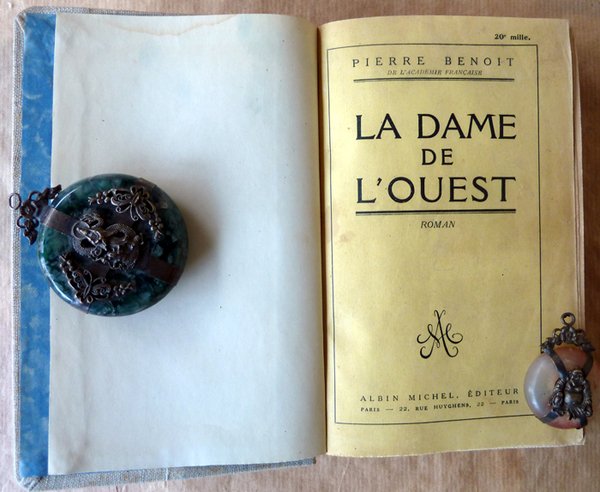 20e mille.
PIERRE BENOIT
DE L'ACADÉMIE FRANÇAISE
LA DAME
DE
L'OUEST
ROMAN
AM
ALBIN MICHEL, ÉDITEUR
PARIS — 22, RUE HUYGHENS, 22 — PARIS